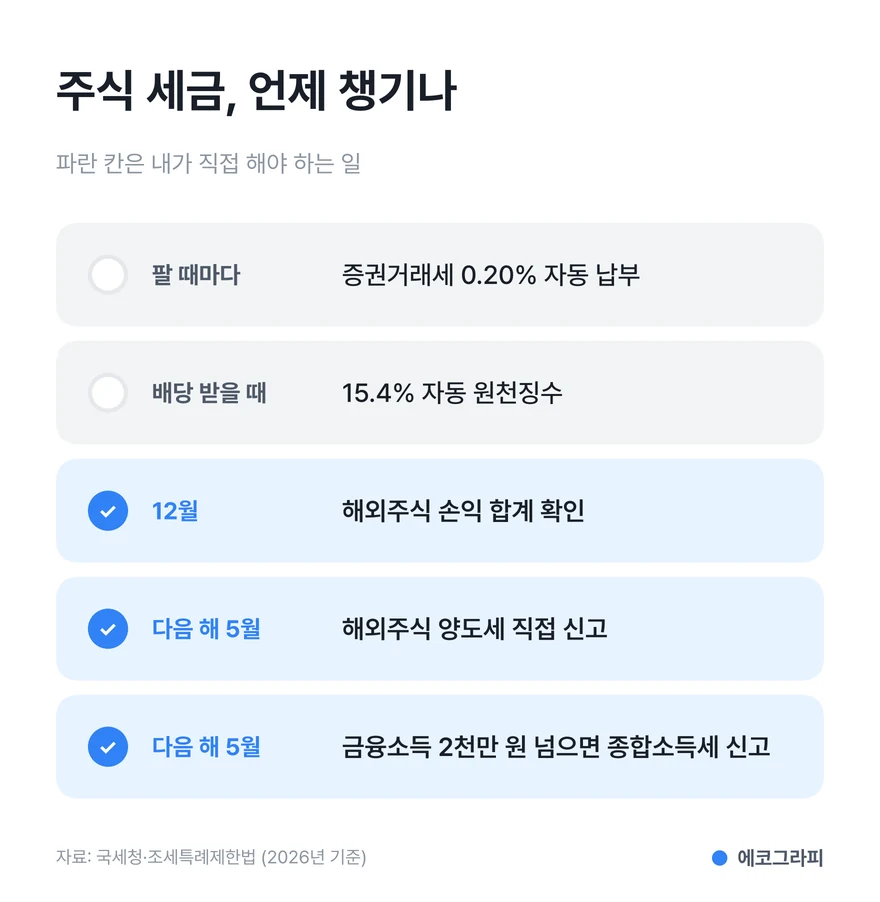 주식 세금, 언제 챙기나
파란 칸은 내가 직접 해야 하는 일
팔 때마다 증권거래세 0.20% 자동 납부
배당 받을 때 15.4% 자동 원천징수
12월 해외주식 손익 합계 확인
다음 해 5월 해외주식 양도세 직접 신고
다음 해 5월 금융소득 2천만 원 넘으면 종합소득세 신고
자료: 국세청·조세특례제한법 (2026년 기준) 에코그라피